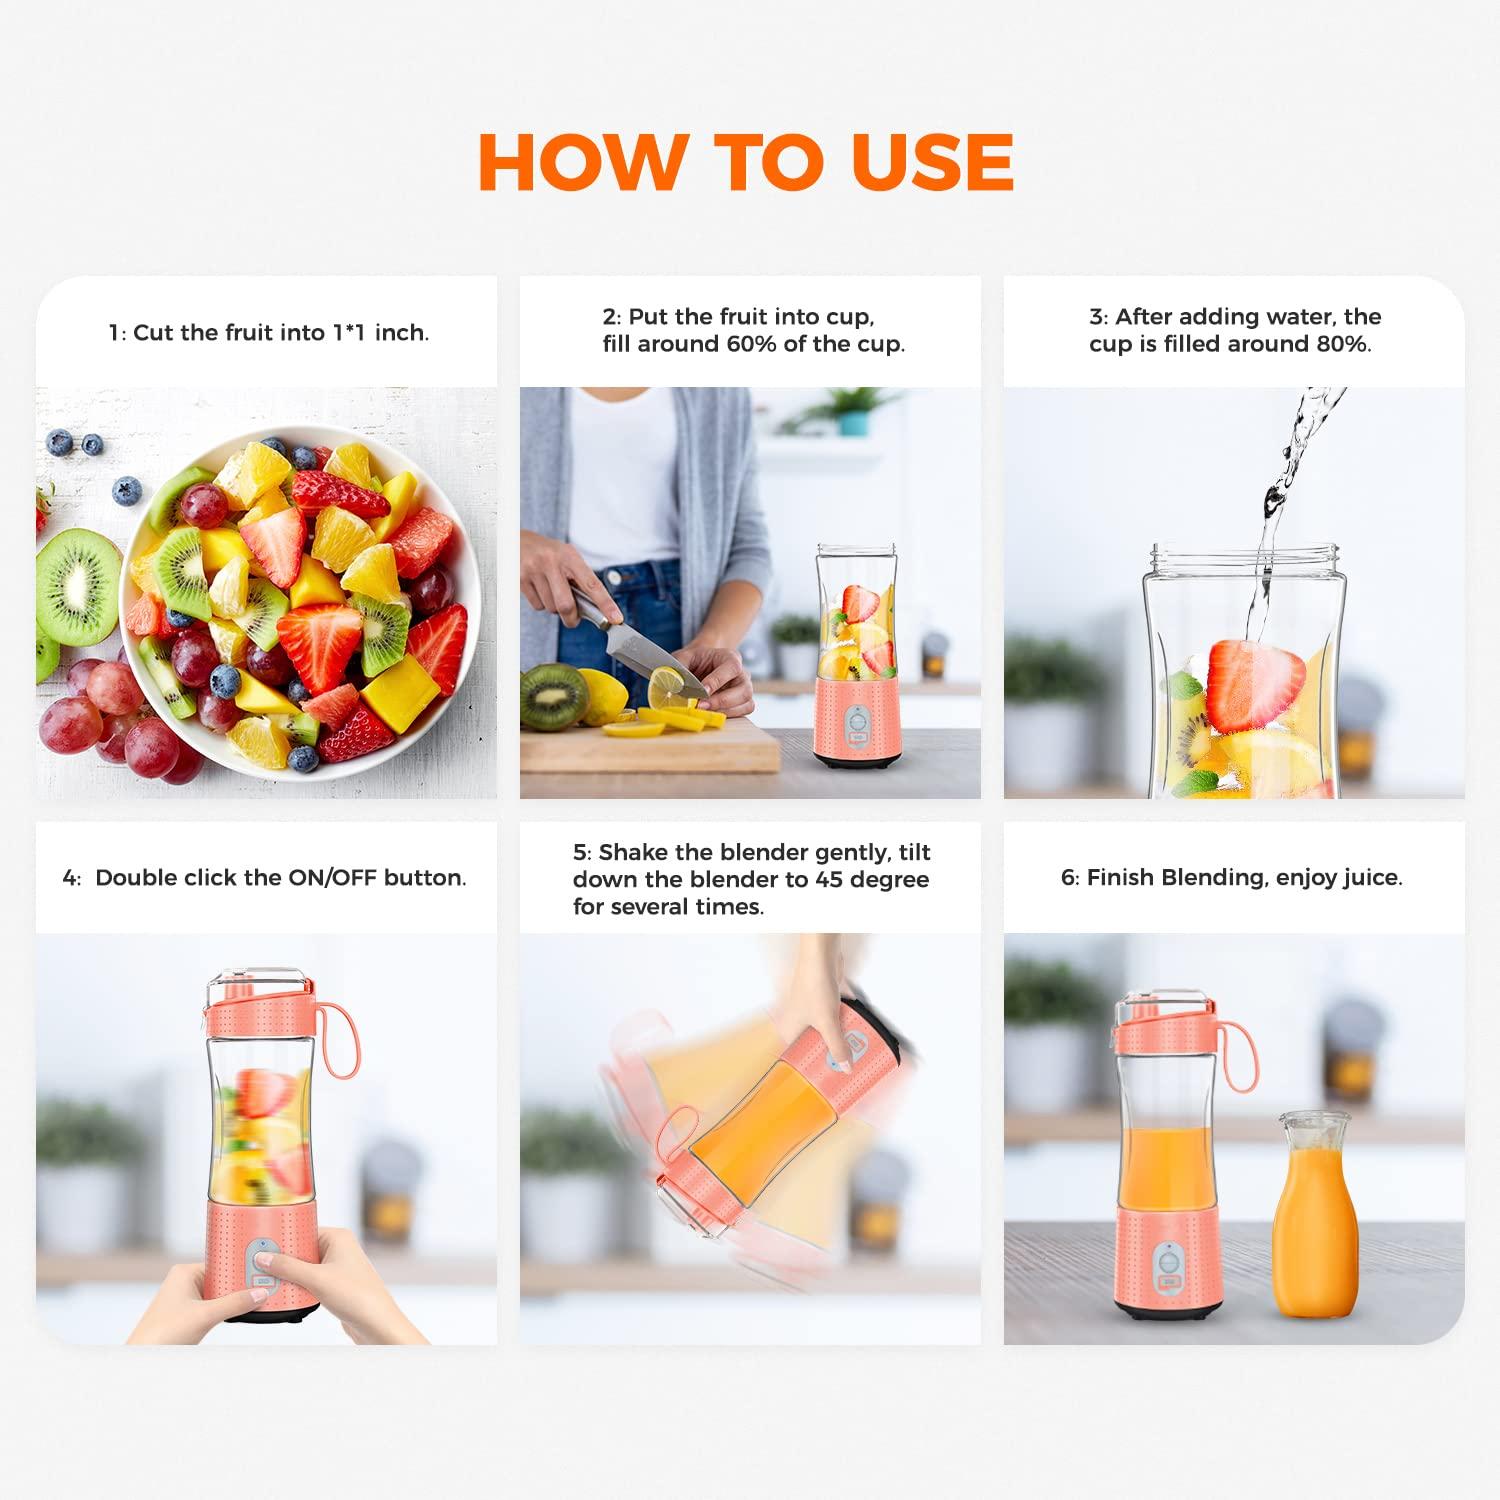 HOW TO USE
1: Cut the fruit into 1*1 inch.
2: Put the fruit into cup,
fill around 60% of the cup.
3: After adding water, the
cup is filled around 80%.
4:  Double click the ON/OFF button.
5: Shake the blender gently, tilt
down the blender to 45 degree
for several times.
6: Finish Blending, enjoy juice.